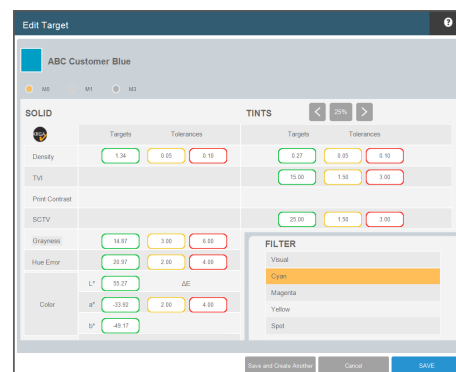 Edit Target
?
ABC Customer Blue
M0 M1 M3
SOLID TINTS < 25% >
Targets Tolerances Targets Tolerances
Density 1.34 0.05 0.10 0.27 0.05 0.10
TVI 15.00 1.50 3.00
Print Contrast
SCTV 25.00 1.50 3.00
Grayness 14.87 3.00 6.00
Hue Error 20.97 2.00 4.00
Color
L* 55.27 ΔE
a* -33.92 2.00 4.00
b* -49.17
FILTER
Visual
Cyan
Magenta
Yellow
Spot
Save and Create Another Cancel SAVE